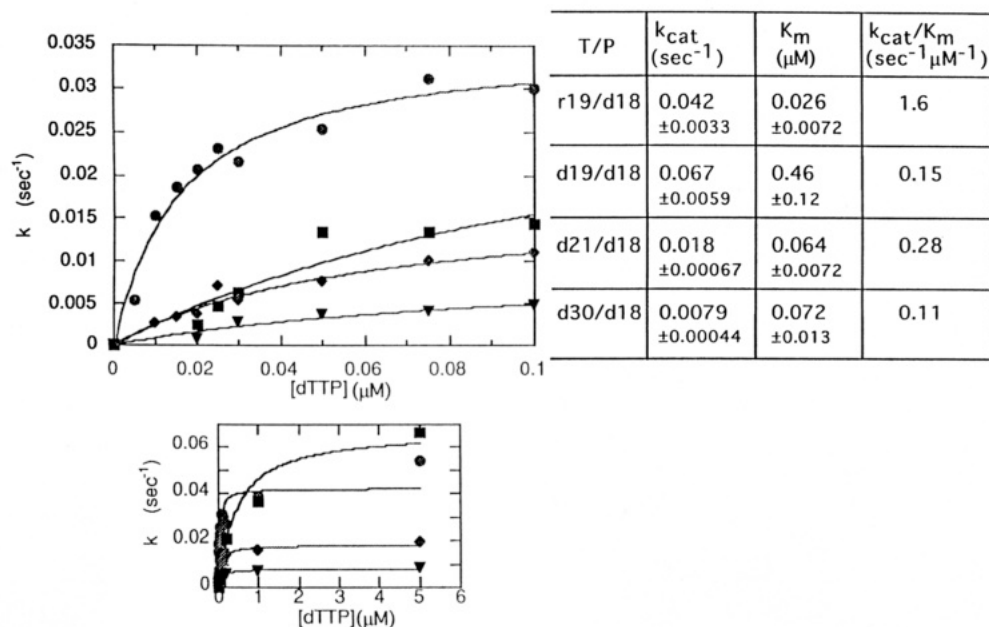 0.035
0.03
0.025
0.02
0.015
0.01
0.005
0
k (sec⁻¹)
0 0.02 0.04 0.06 0.08 0.1
[dTTP] (μM)
T/P kcat (sec⁻¹) Km (μM) kcat/Km (sec⁻¹μM⁻¹)
r19/d18 0.042 0.026 1.6
±0.0033 ±0.0072
d19/d18 0.067 0.46 0.15
±0.0059 ±0.12
d21/d18 0.018 0.064 0.28
±0.00067 ±0.0072
d30/d18 0.0079 0.072 0.11
±0.00044 ±0.013
0.06
0.04
0.02
0
k (sec⁻¹)
0 1 2 3 4 5 6
[dTTP](μM)